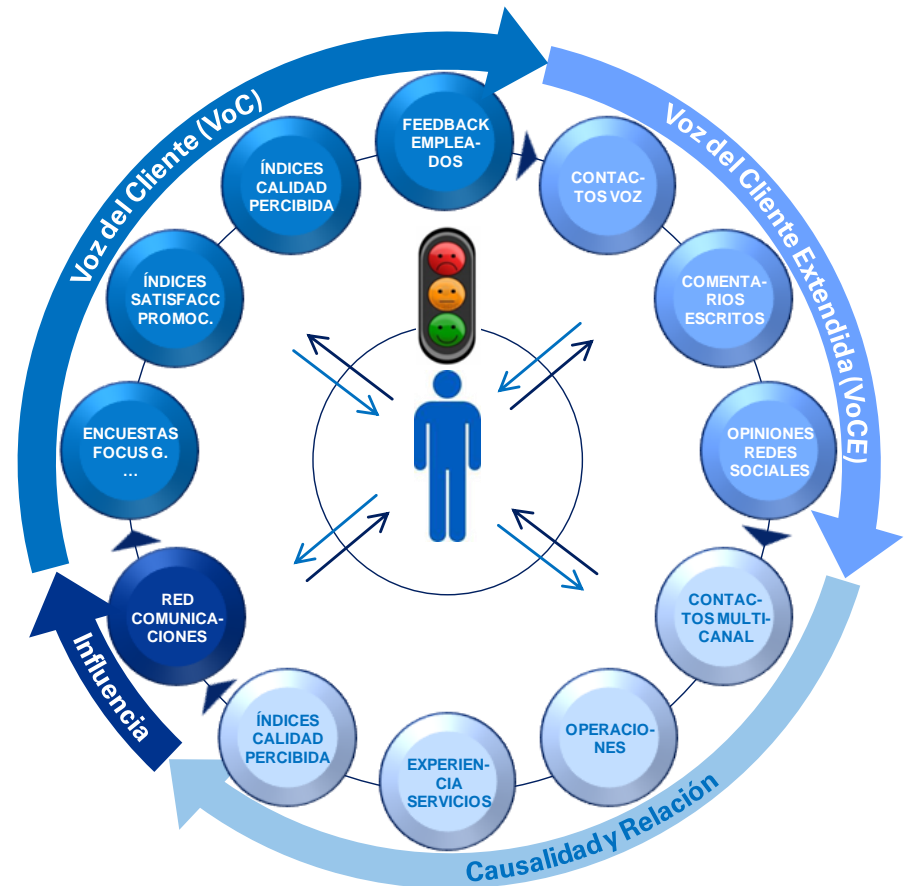 Voz del Cliente (VoC)
Voz del Cliente Extendida (VoCE)
Causalidad y Relación
Influencia
FEEDBACK
EMPLEA-
DOS
CONTAC-
TOS VOZ
COMENTA-
RIOS
ESCRITOS
OPINIONES
REDES
SOCIALES
CONTAC-
TOS MULTI-
CANAL
OPERACIO-
NES
EXPERIEN-
CIA
SERVICIOS
ÍNDICES
CALIDAD
PERCIBIDA
RED
COMUNICA-
CIONES
ENCUESTAS
FOCUS G.
...
ÍNDICES
SATISFACC
PROMOC.
ÍNDICES
CALIDAD
PERCIBIDA